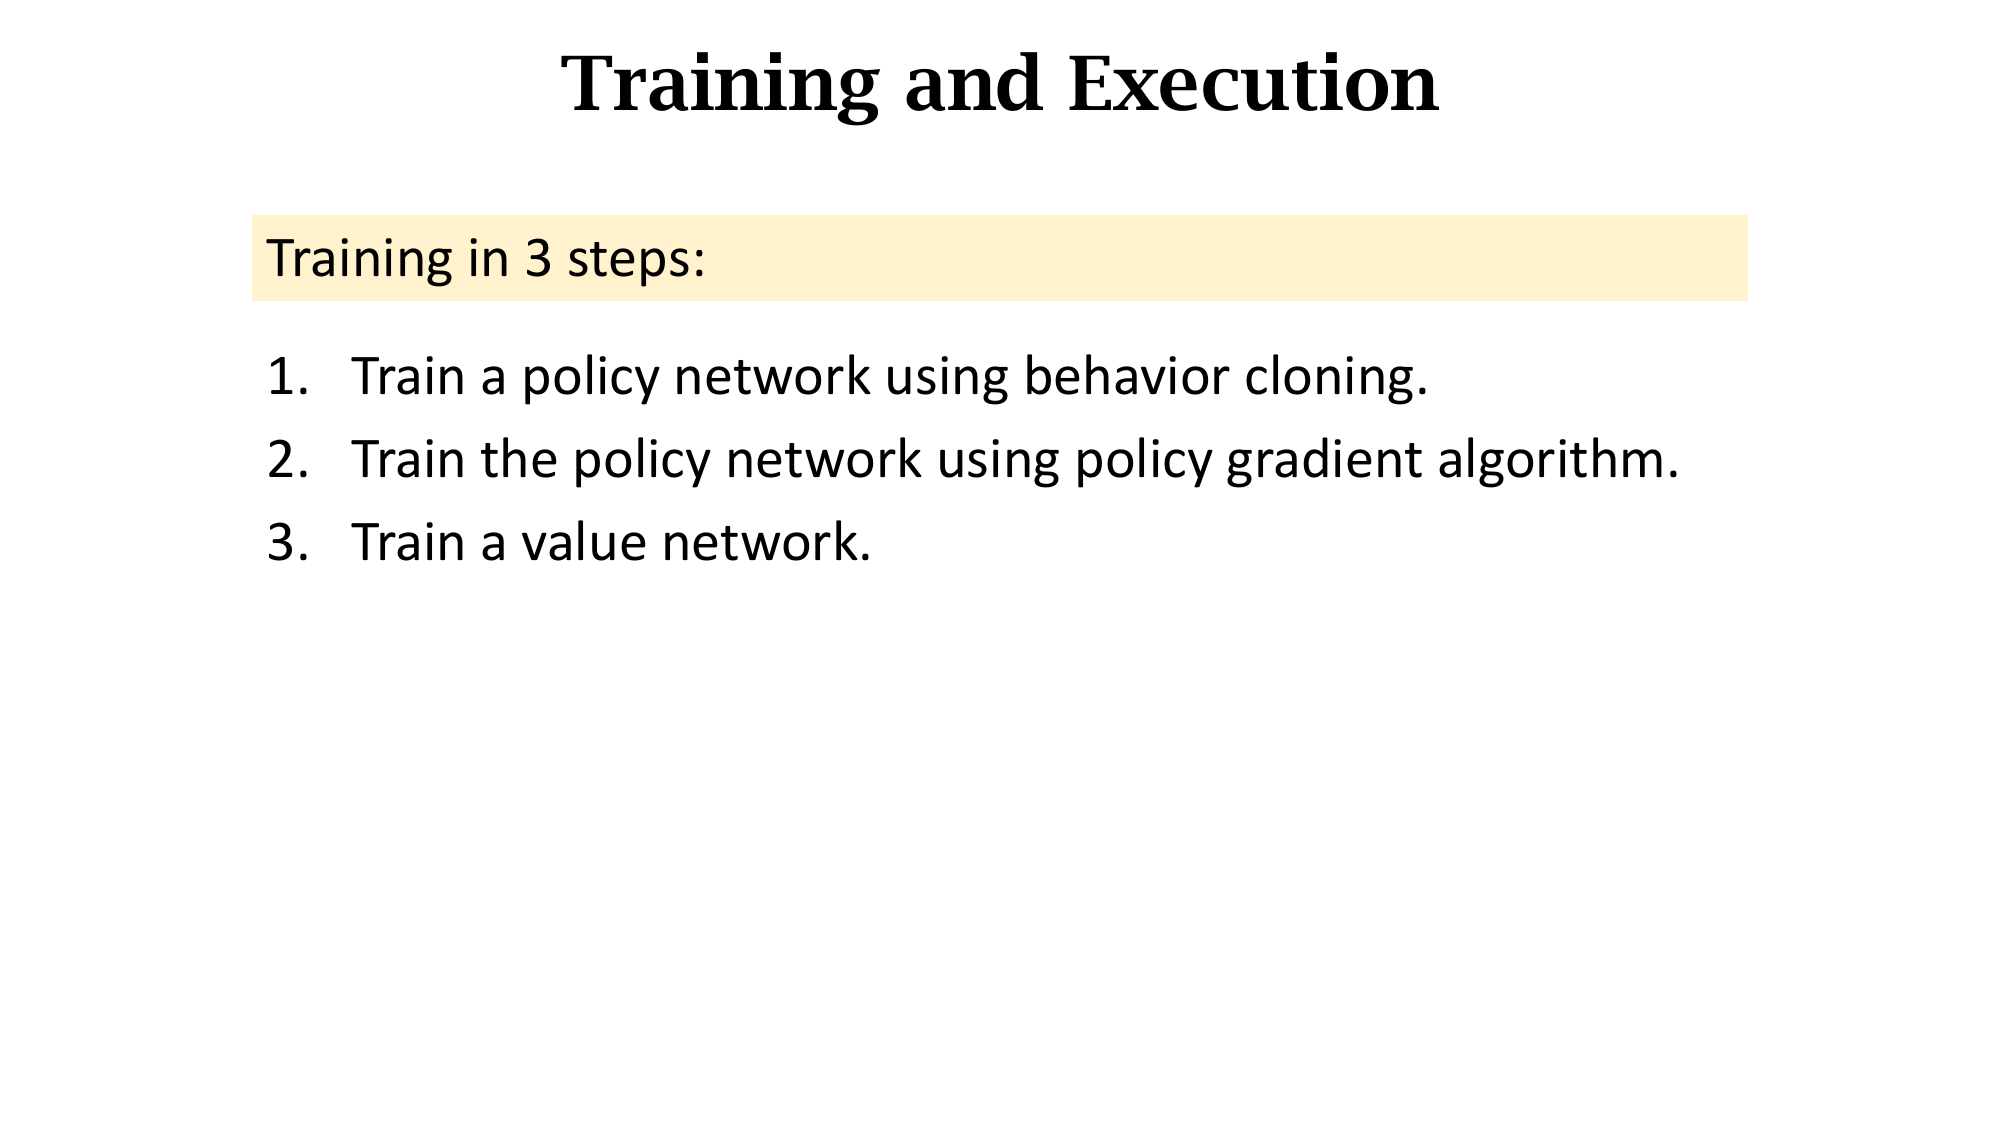 Training and Execution
Training in 3 steps:
1. Train a policy network using behavior cloning.
2. Train the policy network using policy gradient algorithm.
3. Train a value network.